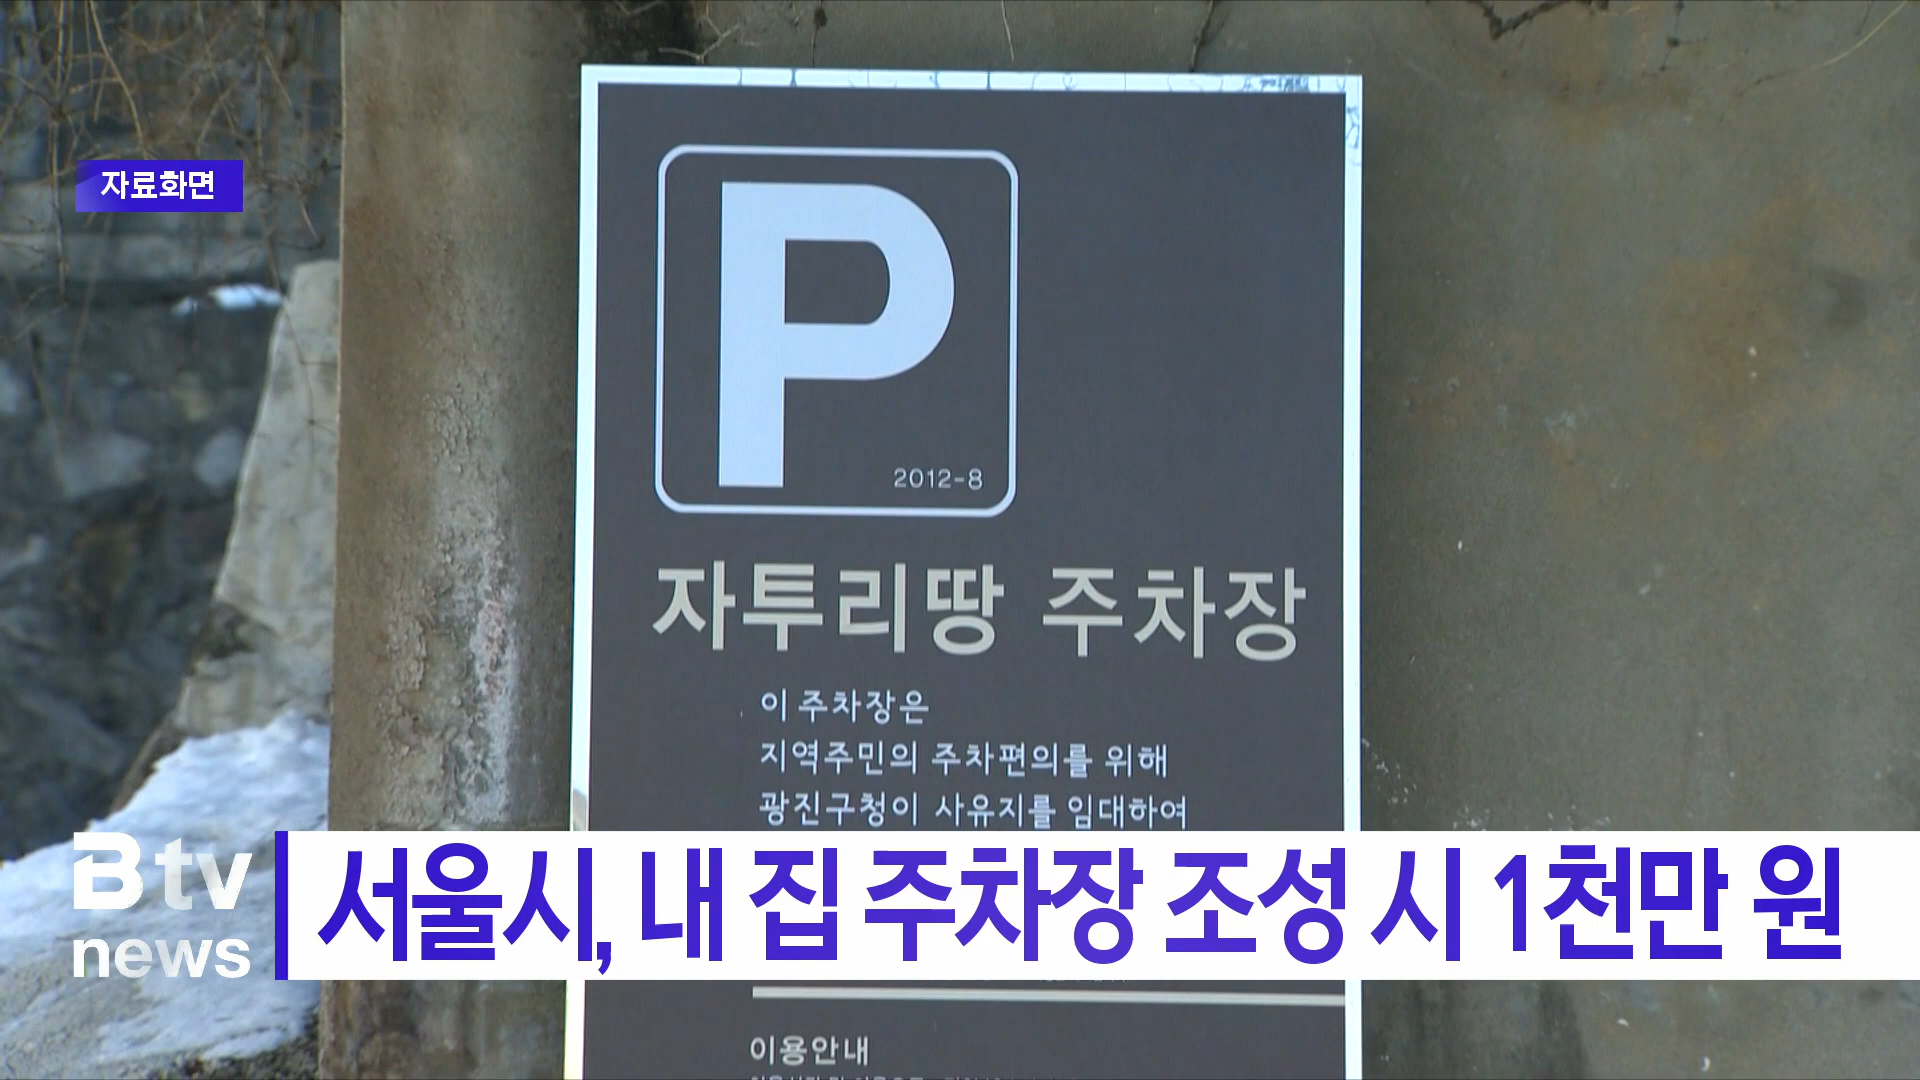 자료화면
P
2012-8
자투리땅 주차장
이 주차장은
지역주민의 주차편의를 위해
광진구청이 사유지를 임대하여
B tv
news
서울시, 내 집 주차장 조성 시 1천만 원
이용안내